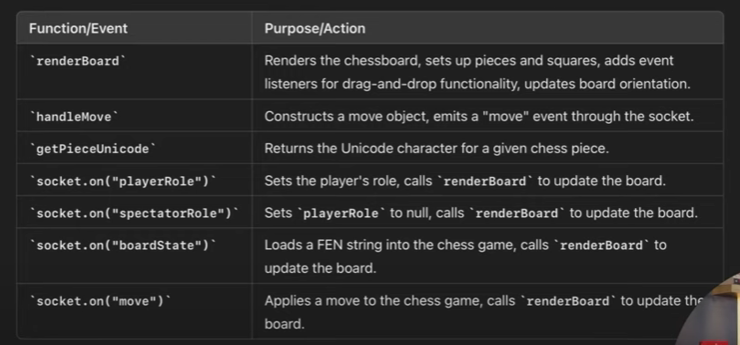 Function/Event Purpose/Action
`renderBoard` Renders the chessboard, sets up pieces and squares, adds event
listeners for drag-and-drop functionality, updates board orientation.
`handleMove` Constructs a move object, emits a "move" event through the socket.
`getPieceUnicode` Returns the Unicode character for a given chess piece.
`socket.on("playerRole")` Sets the player's role, calls `renderBoard` to update the board.
`socket.on("spectatorRole")` Sets `playerRole` to null, calls `renderBoard` to update the board.
`socket.on("boardState")` Loads a FEN string into the chess game, calls `renderBoard` to
update the board.
`socket.on("move")` Applies a move to the chess game, calls `renderBoard` to update the
board.